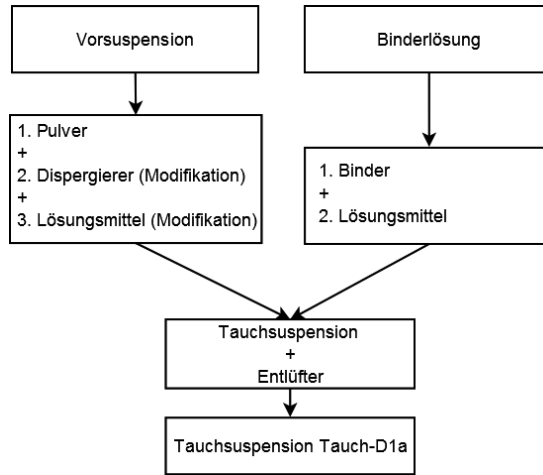 Vorsuspension
Binderlösung
1. Pulver
+
2. Dispergierer (Modifikation)
+
3. Lösungsmittel (Modifikation)
1. Binder
+
2. Lösungsmittel
Tauchsuspension
+
Entlüfter
Tauchsuspension Tauch-D1a